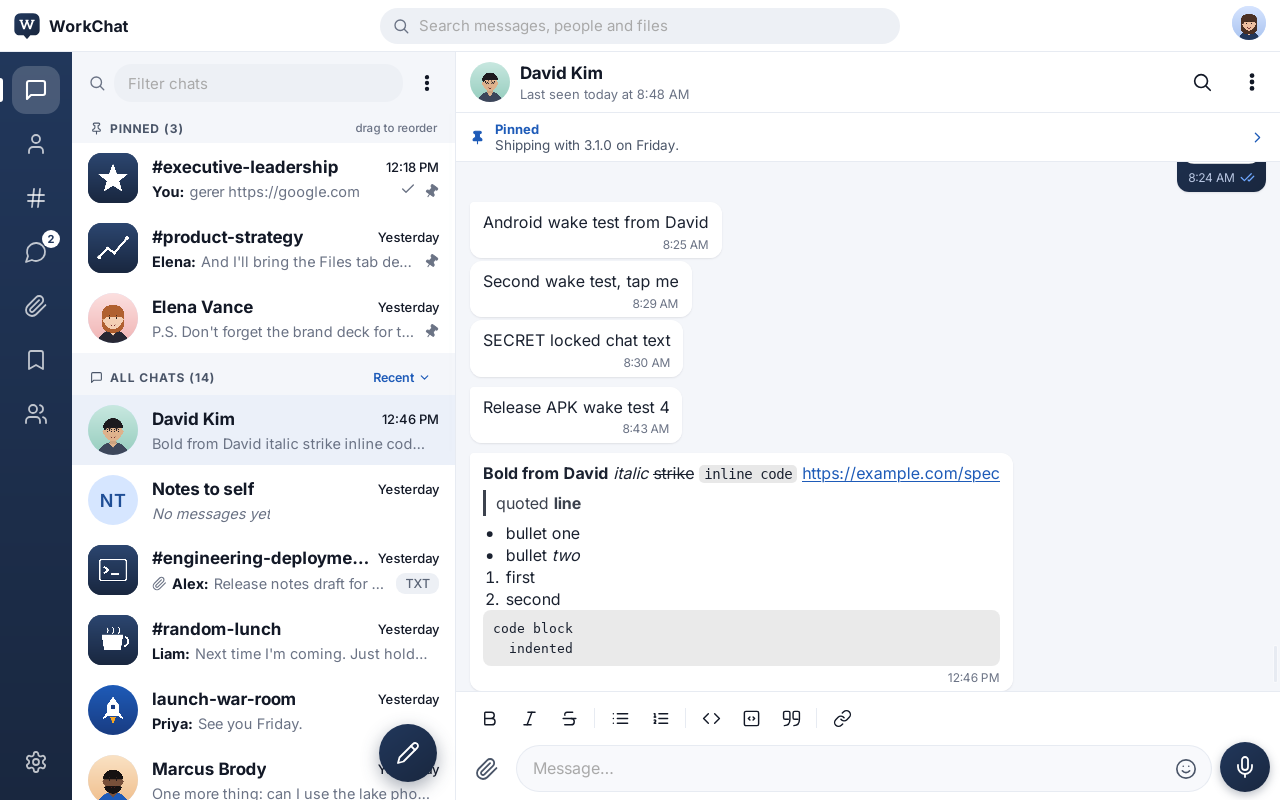 W WorkChat
Search messages, people and files
Filter chats
PINNED (3)
drag to reorder
#executive-leadership
12:18 PM
You: gerer https://google.com
#product-strategy
Yesterday
Elena: And I'll bring the Files tab de...
2
Elena Vance
Yesterday
P.S. Don't forget the brand deck for t...
ALL CHATS (14)
Recent
David Kim
12:46 PM
Bold from David italic strike inline cod...
NT
Notes to self
Yesterday
No messages yet
#engineering-deployme...
Yesterday
Alex: Release notes draft for ...
TXT
#random-lunch
Yesterday
Liam: Next time I'm coming. Just hold...
launch-war-room
Yesterday
Priya: See you Friday.
Marcus Brody
One more thing: can I use the lake pho...
David Kim
Last seen today at 8:48 AM
Pinned
Shipping with 3.1.0 on Friday.
8:24 AM
Android wake test from David
8:25 AM
Second wake test, tap me
8:29 AM
SECRET locked chat text
8:30 AM
Release APK wake test 4
8:43 AM
Bold from David italic strike inline code https://example.com/spec
quoted line
• bullet one
• bullet two
1. first
2. second
code block
  indented
12:46 PM
Message...